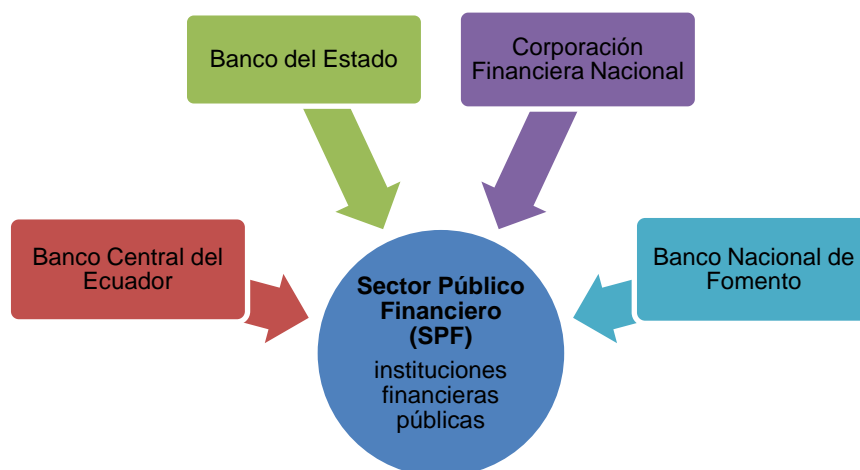 Banco del Estado
Corporación
Financiera Nacional
Banco Central del
Ecuador
Banco Nacional de
Fomento
Sector Público
Financiero
(SPF)
instituciones
financieras
públicas